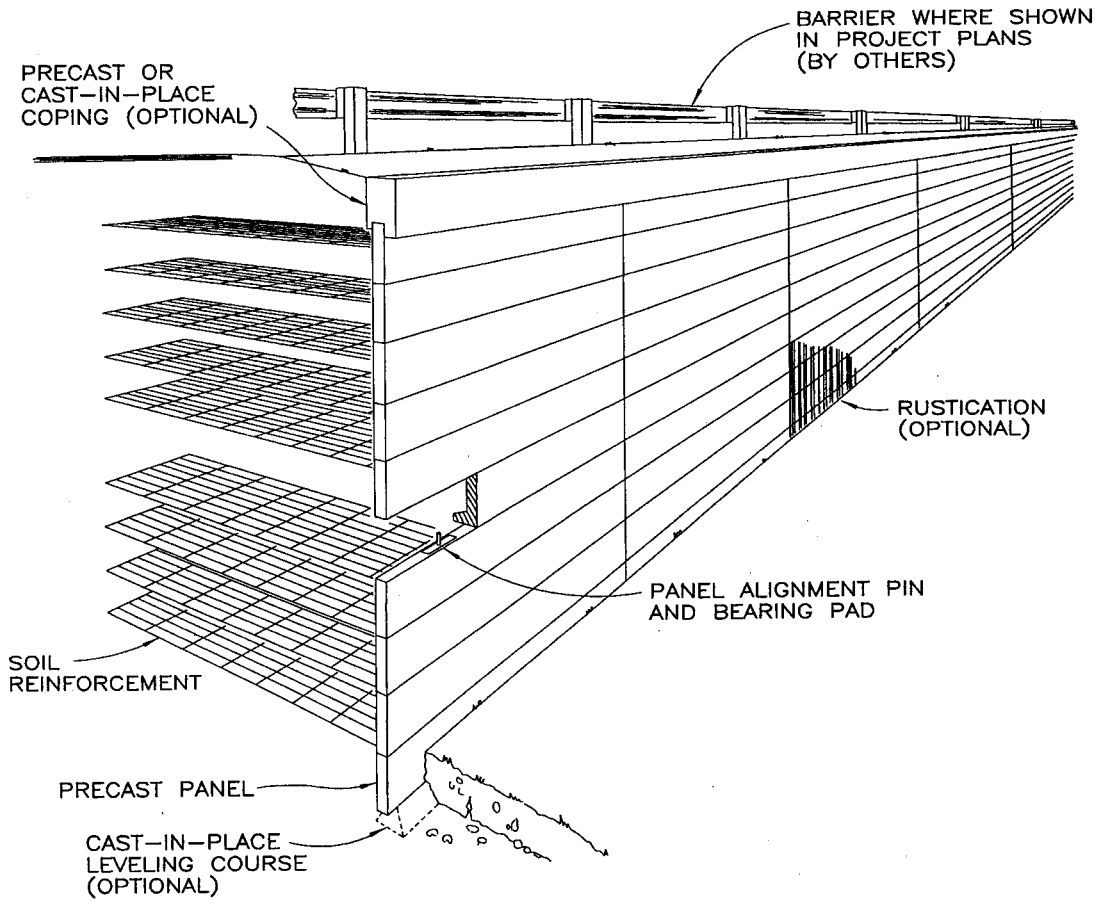 BARRIER WHERE SHOWN
IN PROJECT PLANS
(BY OTHERS)
PRECAST OR
CAST-IN-PLACE
COPING (OPTIONAL)
RUSTICATION
(OPTIONAL)
PANEL ALIGNMENT PIN
AND BEARING PAD
SOIL
REINFORCEMENT
PRECAST PANEL
CAST-IN-PLACE
LEVELING COURSE
(OPTIONAL)